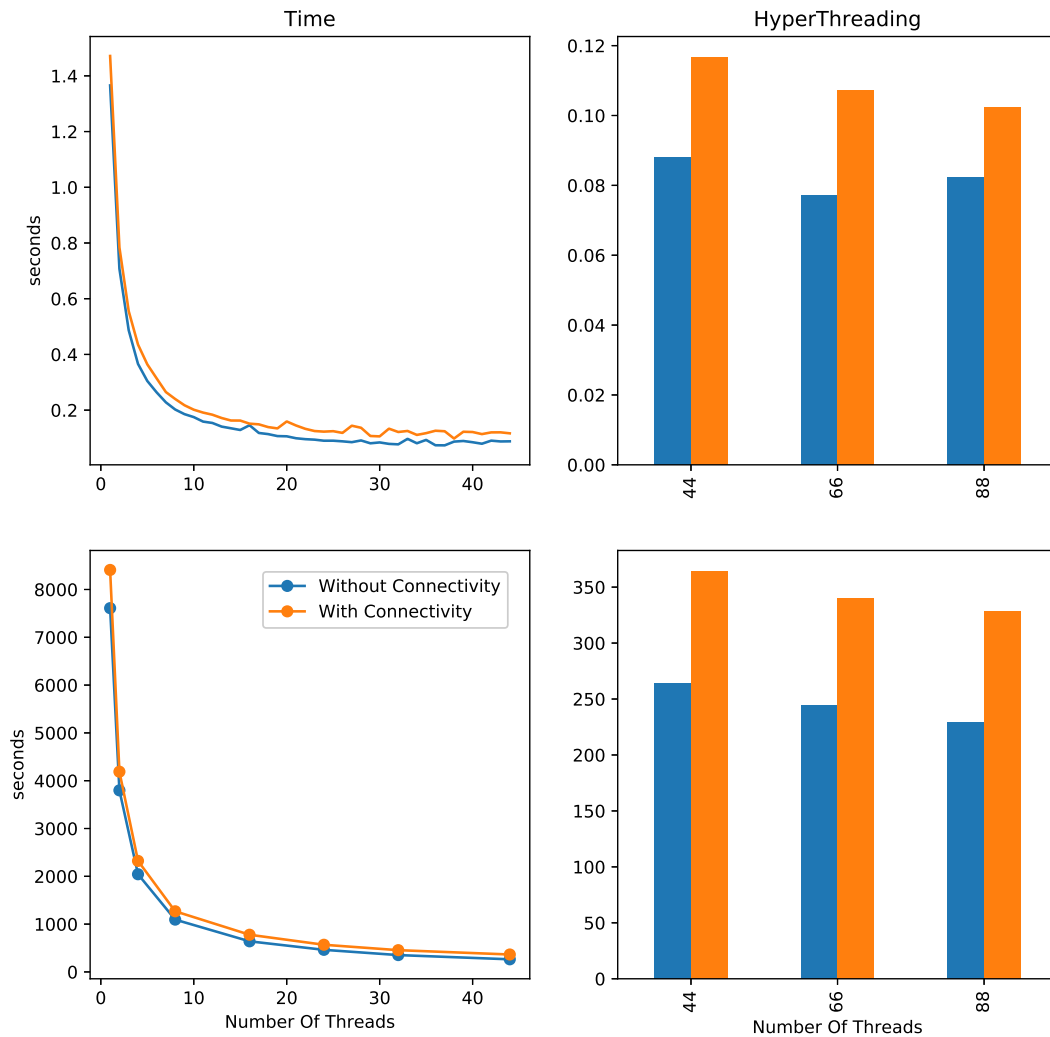 Time
1.4
1.2
1.0
0.8
0.6
0.4
0.2
seconds
0 10 20 30 40
HyperThreading
0.12
0.10
0.08
0.06
0.04
0.02
0.00
44 66 88
8000
7000
6000
5000
4000
3000
2000
1000
0
seconds
Without Connectivity
With Connectivity
0 10 20 30 40
Number Of Threads
350
300
250
200
150
100
50
0
44 66 88
Number Of Threads